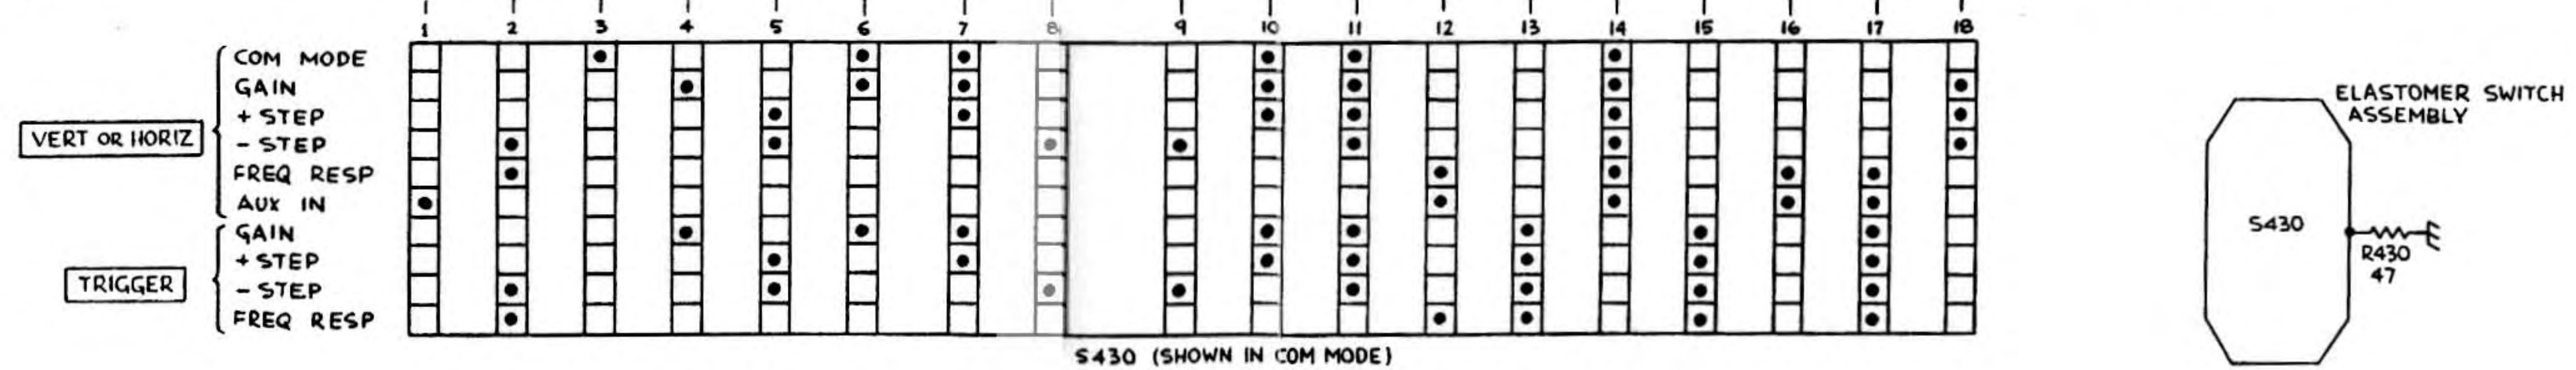 1 2 3 4 5 6 7 8 9 10 11 12 13 14 15 16 17 18
COM MODE
GAIN
+ STEP
VERT OR HORIZ
- STEP
FREQ RESP
AUX IN
GAIN
+ STEP
TRIGGER
- STEP
FREQ RESP
S430 (SHOWN IN COM MODE)
ELASTOMER SWITCH
ASSEMBLY
S430
R430
47